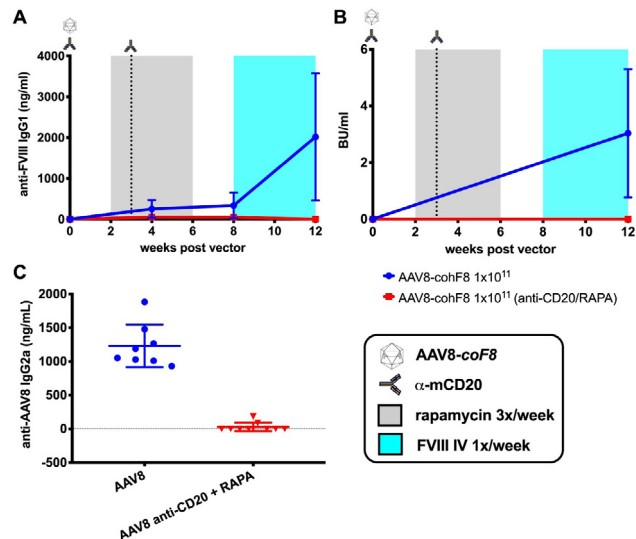 A
4000
3000
2000
1000
0
anti-FVIII IgG1 (ng/ml)
0
4
8
12
weeks post vector
B
6
4
2
0
BU/ml
0
2
4
6
8
10
12
weeks post vector
AAV8-cohF8 1x10¹¹
AAV8-cohF8 1x10¹¹ (anti-CD20/RAPA)
C
2000
1500
1000
500
0
-500
anti-AAV8 IgG2a (ng/mL)
AAV8
AAV8 anti-CD20 + RAPA
AAV8-coF8
α-mCD20
rapamycin 3x/week
FVIII IV 1x/week